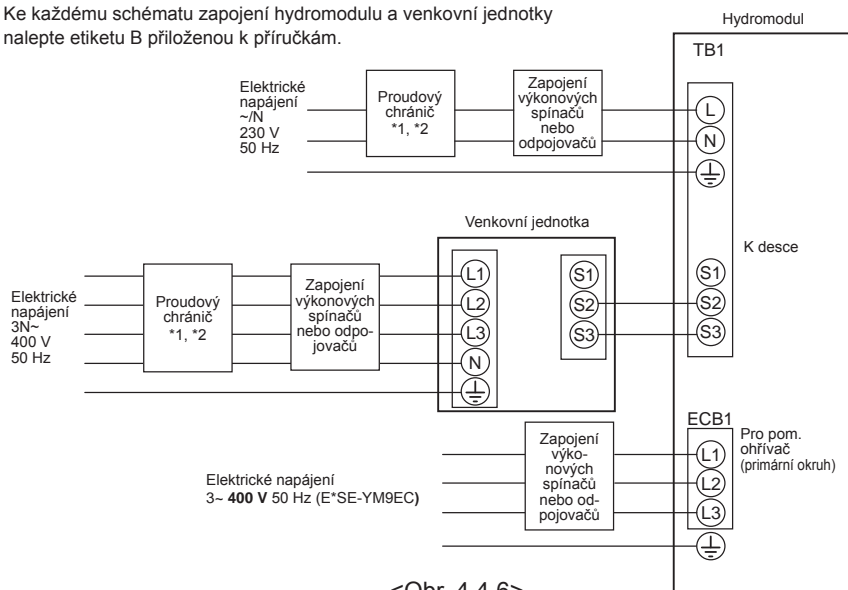 Ke každému schématu zapojení hydromodulu a venkovní jednotky
nalepte etiketu B přiloženou k příručkám.
Hydromodul
TB1
Elektrické
napájení
~/N
230 V
50 Hz
Proudový
chránič
*1, *2
Zapojení
výkonových
spínačů
nebo
odpojovačů
L
N
Venkovní jednotka
K desce
Elektrické
napájení
3N~
400 V
50 Hz
Proudový
chránič
*1, *2
Zapojení
výkonových
spínačů
nebo odpo-
jovačů
L1
L2
L3
N
S1
S2
S3
S1
S2
S3
ECB1
Pro pom.
ohřívač
(primární okruh)
Elektrické napájení
3~ 400 V 50 Hz (E*SE-YM9EC)
Zapojení
výko-
nových
spínačů
nebo od-
pojovačů
L1
L2
L3
<Obr. 4.4.6>